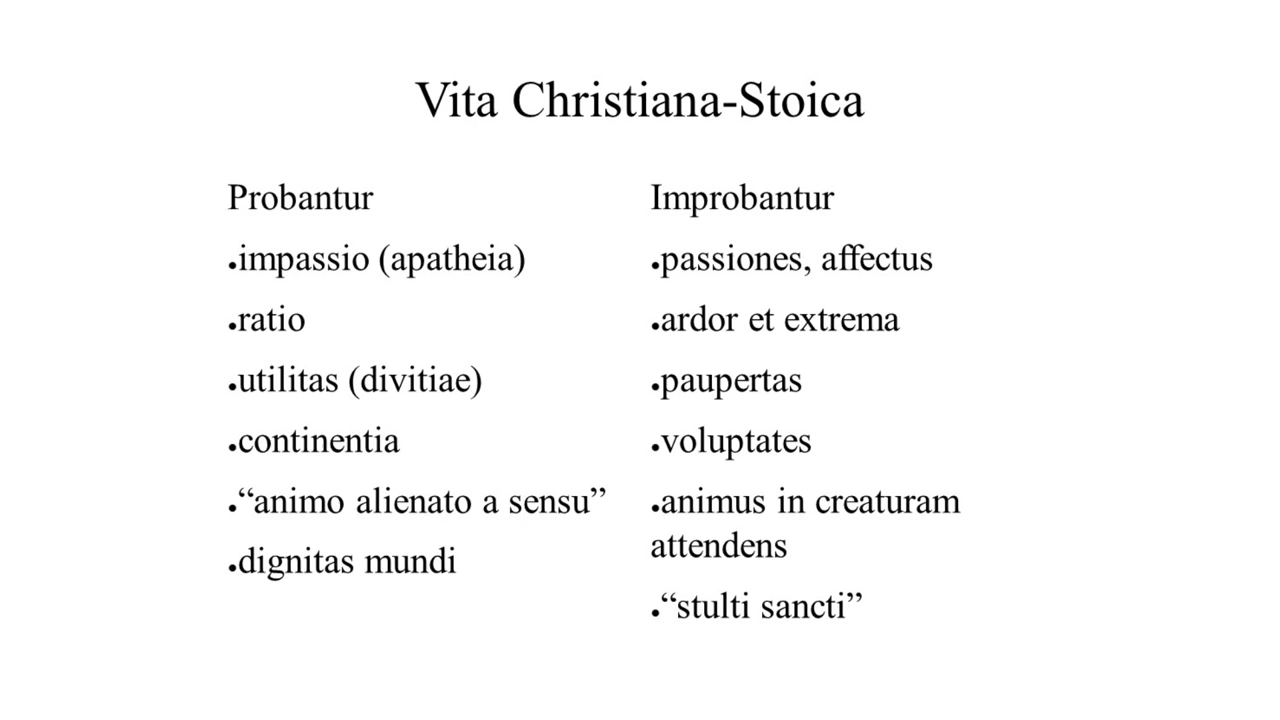 Vita Christiana-Stoica
Probantur
●impassio (apatheia)
●ratio
●utilitas (divitiae)
●continentia
●“animo alienato a sensu”
●dignitas mundi
Improbantur
●passiones, affectus
●ardor et extrema
●paupertas
●voluptates
●animus in creaturam
attendens
●“stulti sancti”